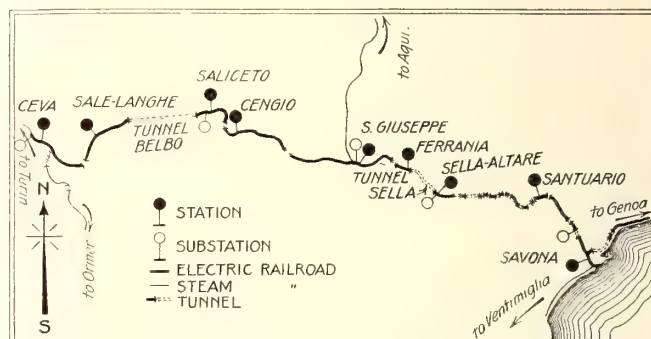 to Aqui.
SALICETO
CEVA
SALE-LANGHE
CENGIO
S. GIUSEPPE
TUNNEL
BELBO
FERRANIA
TUNNEL
SELLA
SELLA-ALTARE
SANTUARIO
to Turin
N
to Genoa
STATION
SUBSTATION
to Ormer
SAVONA
ELECTRIC RAILROAD
STEAM "
TUNNEL
to Ventimiglia
S